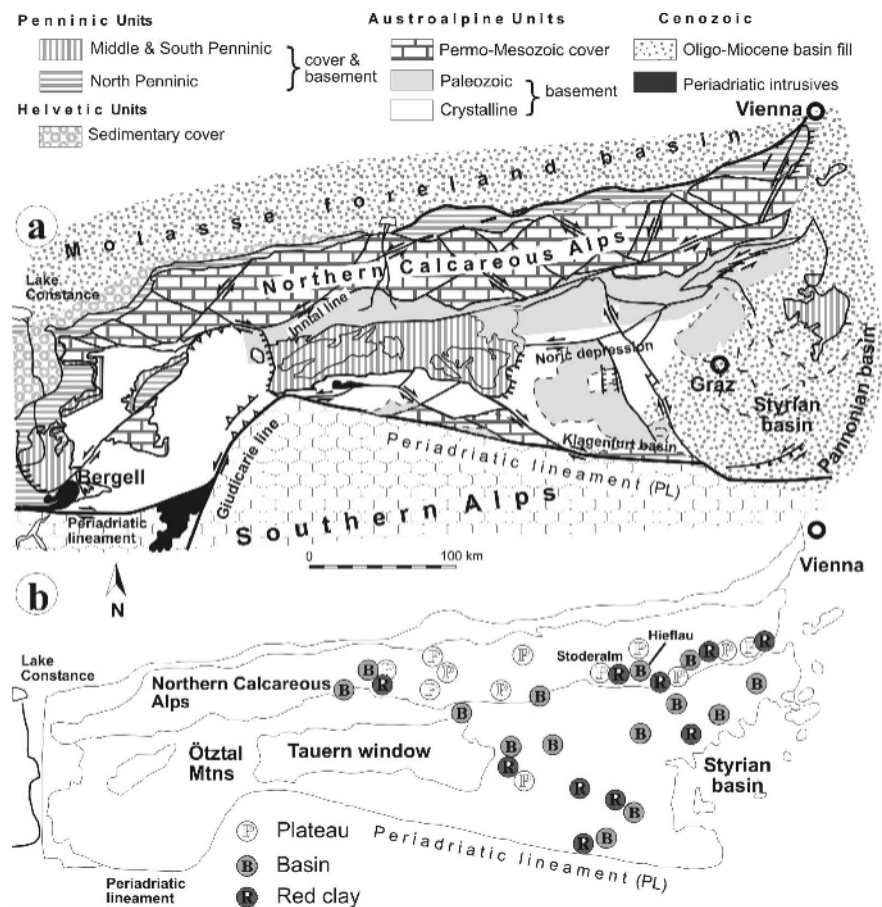 Penninic Units
Middle & South Penninic
North Penninic
cover &
basement
Helvetic Units
Sedimentary cover
Austroalpine Units
Permo-Mesozoic cover
Paleozoic
Crystalline
basement
Cenozoic
Oligo-Miocene basin fill
Periadriatic intrusives
Vienna
a
Molasse foreland basin
Lake
Constance
Northern Calcareous Alps
Inntal line
Noric depression
Graz
Styrian
basin
Pannonian basin
Klagenfurt basin
Periadriatic lineament (PL)
Bergell
Giudicarie line
Periadriatic
lineament
Southern Alps
0 100 km
N
b
Vienna
Lake
Constance
Hieflau
Stoderalm
P
P
P
P
P
P
P
P
P
P
P
P
B
B
B
B
B
B
B
B
B
B
B
B
B
B
R
R
R
R
R
R
R
R
R
Northern Calcareous
Alps
Ötztal
Mtns
Tauern window
Styrian
basin
P Plateau
B Basin
R Red clay
Periadriatic lineament (PL)
Periadriatic
lineament